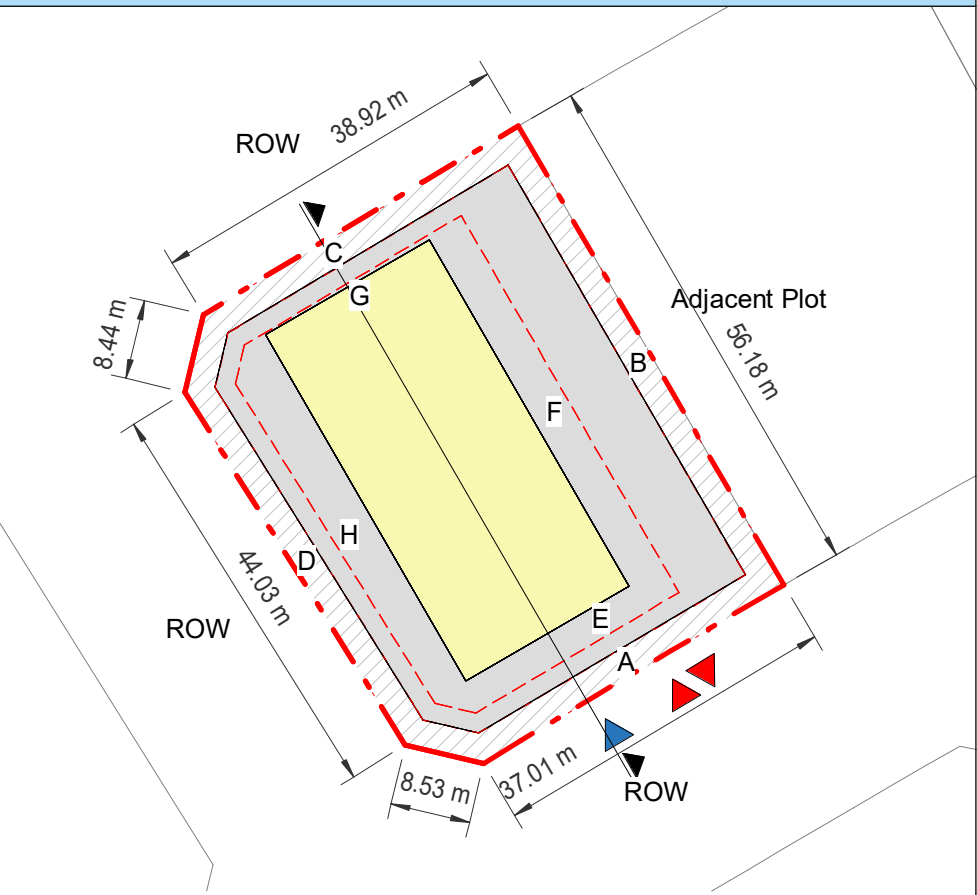 ROW
38.92 m
C
G
8.44 m
Adjacent Plot
B
56.18 m
F
H
D
44.03 m
ROW
E
A
37.01 m
8.53 m
ROW